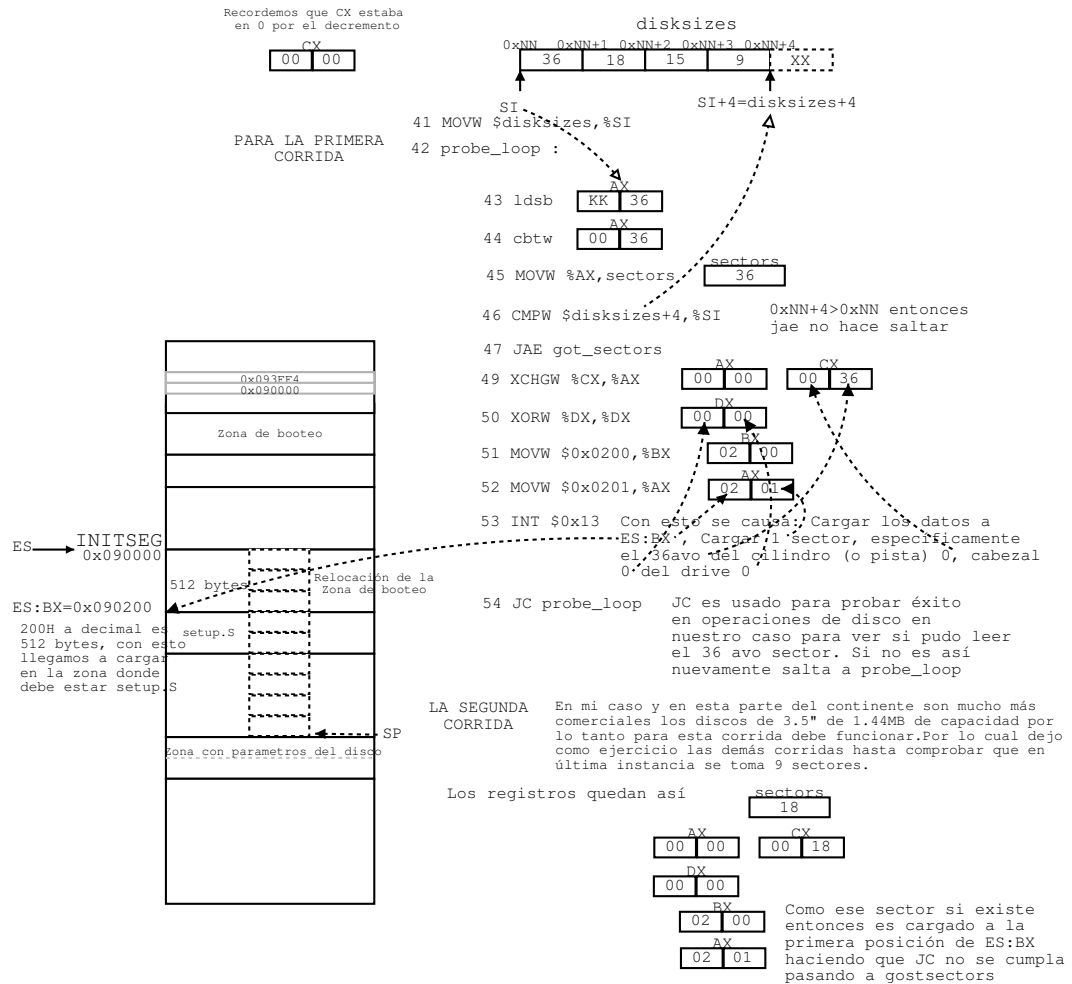 Recordemos que CX estaba
en 0 por el decremento
CX
00 00
disksizes
0xNN 0xNN+1 0xNN+2 0xNN+3 0xNN+4
36 18 15 9 XX
SI
SI+4=disksizes+4
41 MOVW $disksizes,%SI
PARA LA PRIMERA
CORRIDA
42 probe_loop :
AX
43 ldsb KK 36
AX
44 cbtw 00 36
sectors
45 MOVW %AX,sectors 36
46 CMPW $disksizes+4,%SI
0xNN+4>0xNN entonces
jae no hace saltar
47 JAE got_sectors
AX CX
49 XCHGW %CX,%AX 00 00 00 36
DX
50 XORW %DX,%DX 00 00
BX
51 MOVW $0x0200,%BX 02 00
AX
52 MOVW $0x0201,%AX 02 01
53 INT $0x13
Con esto se causa: Cargar los datos a
ES:BX , Cargar 1 sector, específicamente
el 36avo del cilindro (o pista) 0, cabezal
0 del drive 0
54 JC probe_loop
JC es usado para probar éxito
en operaciones de disco en
nuestro caso para ver si pudo leer
el 36 avo sector. Si no es así
nuevamente salta a probe_loop
0x093FF4
0x090000
Zona de booteo
ES
INITSEG
0x090000
512 bytes
Relocación de la
Zona de booteo
ES:BX=0x090200
200H a decimal es
512 bytes, con esto
llegamos a cargar
en la zona donde
debe estar setup.S
setup.S
SP
Zona con parametros del disco
LA SEGUNDA
CORRIDA
En mi caso y en esta parte del continente son mucho más
comerciales los discos de 3.5" de 1.44MB de capacidad por
lo tanto para esta corrida debe funcionar.Por lo cual dejo
como ejercicio las demás corridas hasta comprobar que en
última instancia se toma 9 sectores.
Los registros quedan así
sectors
18
AX CX
00 00 00 18
DX
00 00
BX
02 00
AX
02 01
Como ese sector si existe
entonces es cargado a la
primera posición de ES:BX
haciendo que JC no se cumpla
pasando a gostsectors